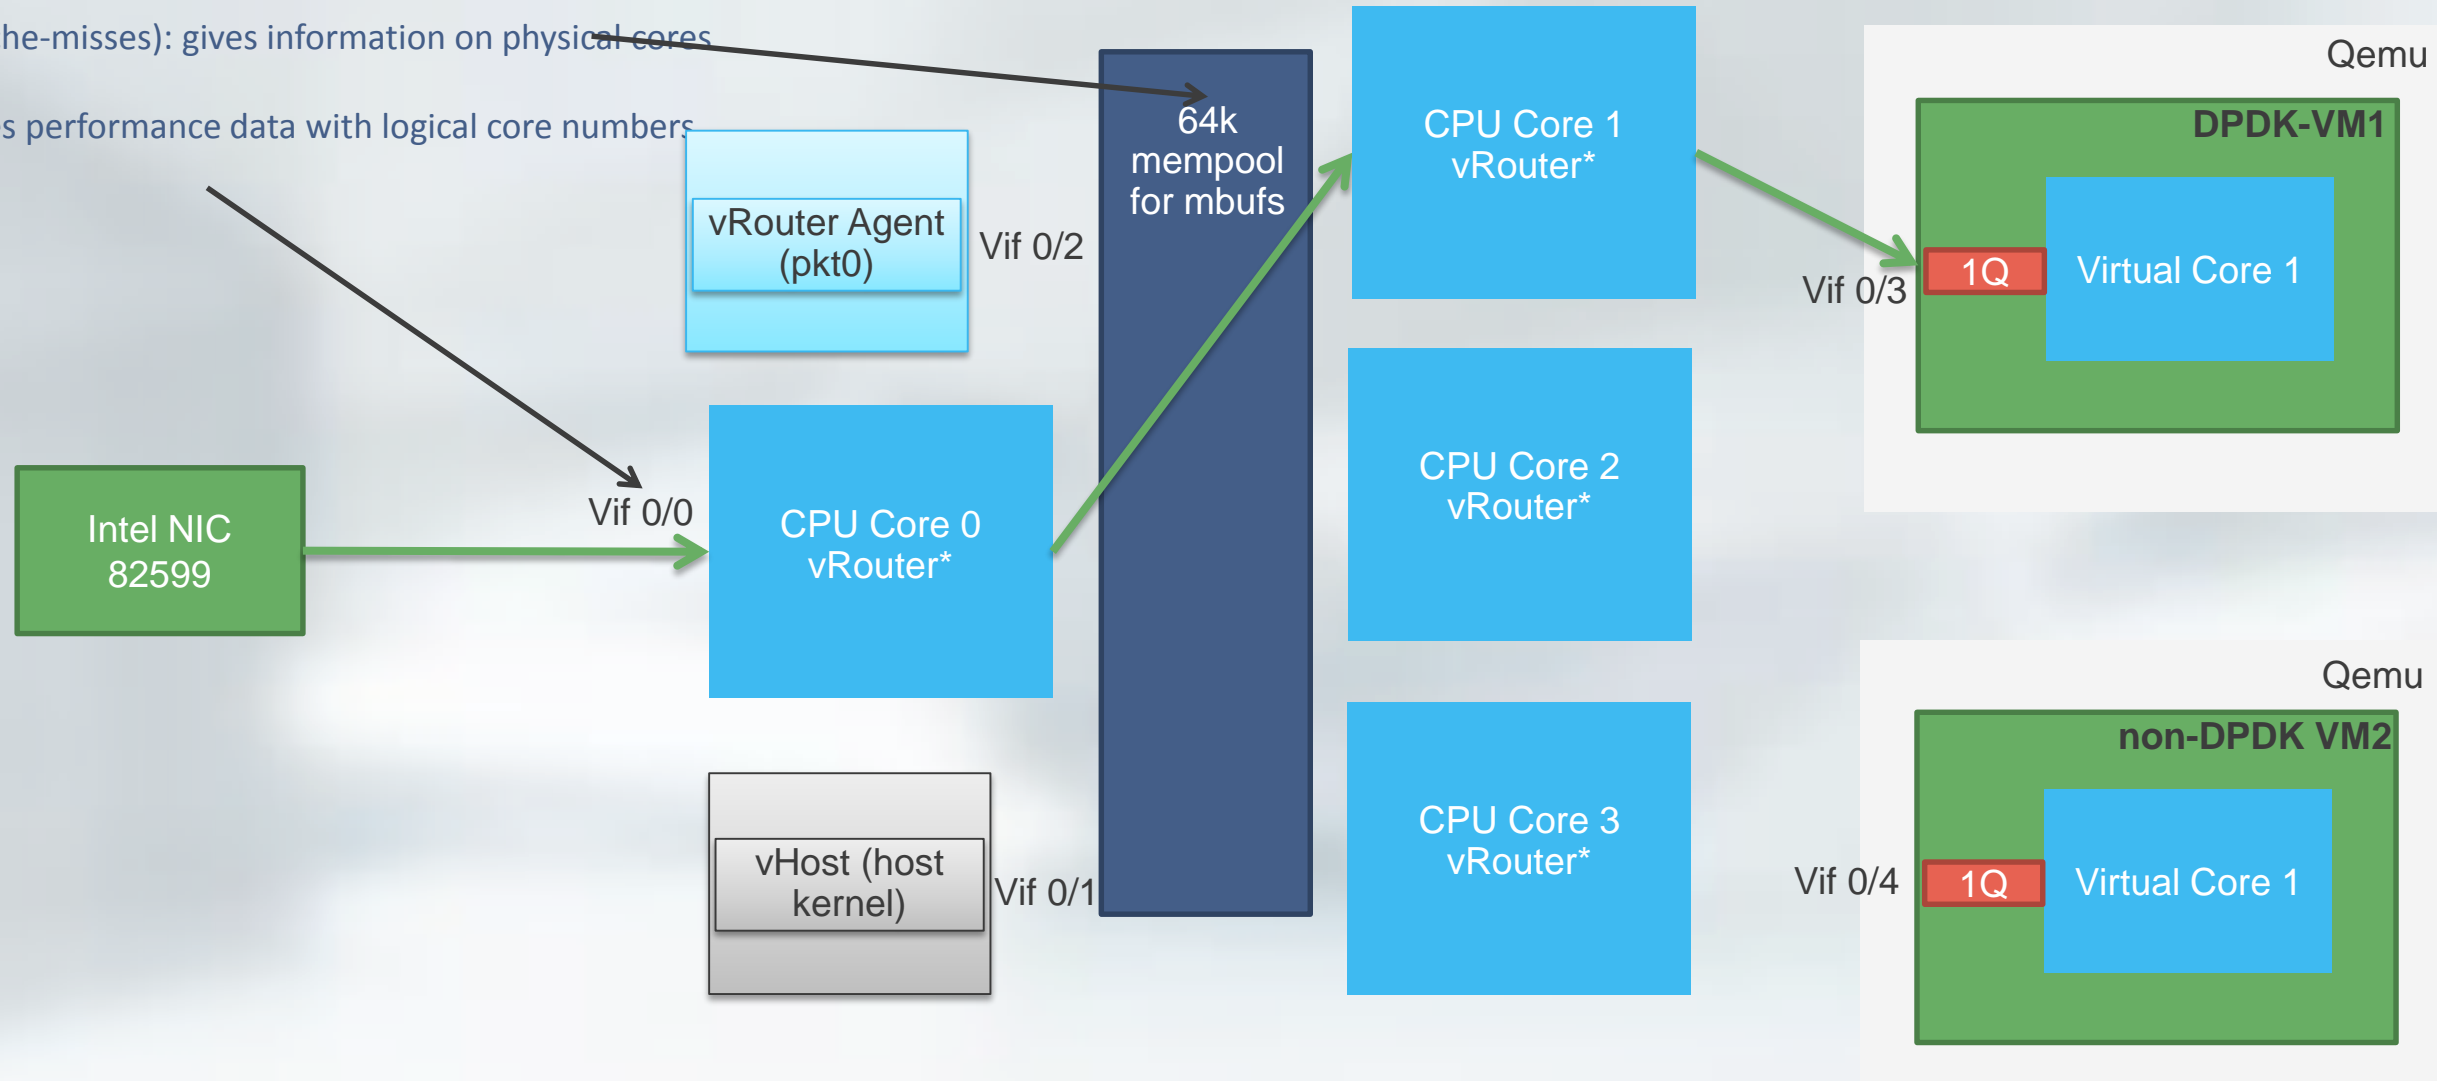 he-misses): gives information on physical cores
s performance data with logical core numbers
64k
mempool
for mbufs
vRouter Agent
(pkt0)
Vif 0/2
CPU Core 1
vRouter*
Qemu
DPDK-VM1
Vif 0/3
1Q
Virtual Core 1
Intel NIC
82599
Vif 0/0
CPU Core 0
vRouter*
CPU Core 2
vRouter*
vHost (host
kernel)
Vif 0/1
CPU Core 3
vRouter*
Qemu
non-DPDK VM2
Vif 0/4
1Q
Virtual Core 1